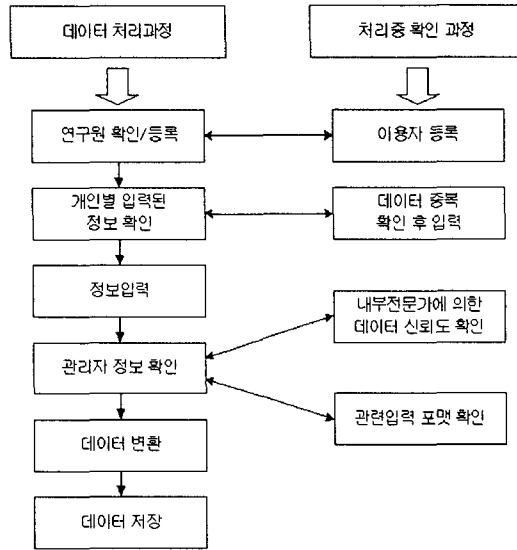 데이터 처리과정
처리중 확인 과정
연구원 확인/등록
이용자 등록
개인별 입력된
정보 확인
데이터 중복
확인 후 입력
정보입력
내부전문가에 의한
데이터 신뢰도 확인
관리자 정보 확인
관련입력 포맷 확인
데이터 변환
데이터 저장